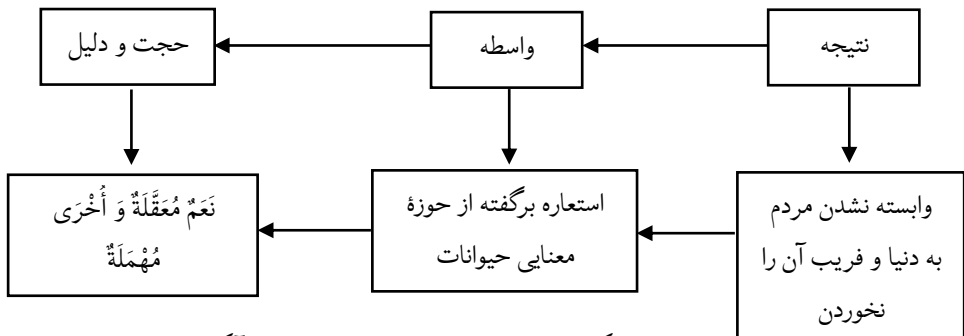 نتیجه
واسطه
حجت و دلیل
وابسته نشدن مردم
به دنیا و فریب آن را
نخوردن
استعاره برگفته از حوزۀ
معنایی حیوانات
نَعَمٌ مُعَقَّلَةٌ وَ أُخْرَی
مُهْمَلَةٌ